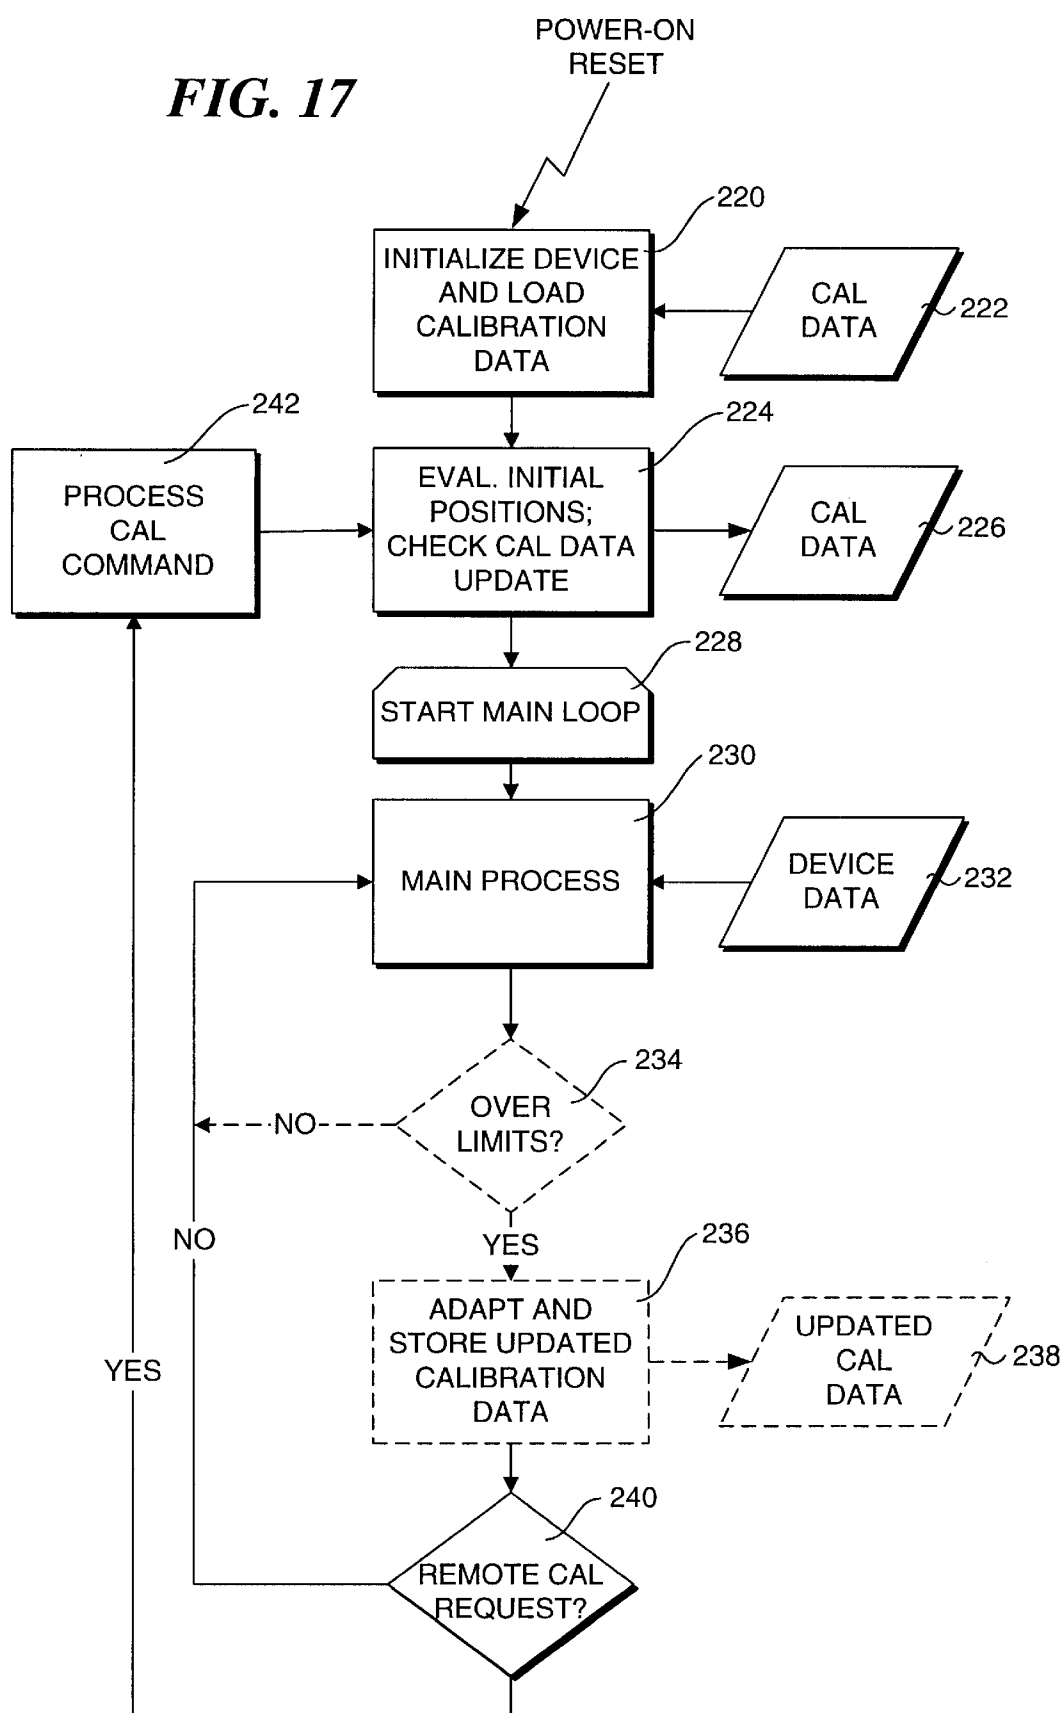 POWER-ON
RESET
FIG. 17
220
INITIALIZE DEVICE
AND LOAD
CALIBRATION
DATA
CAL
DATA
222
242
224
PROCESS
CAL
COMMAND
EVAL. INITIAL
POSITIONS;
CHECK CAL DATA
UPDATE
CAL
DATA
226
228
START MAIN LOOP
230
MAIN PROCESS
DEVICE
DATA
232
234
OVER
LIMITS?
NO
NO
YES
236
ADAPT AND
STORE UPDATED
CALIBRATION
DATA
UPDATED
CAL
DATA
238
YES
240
REMOTE CAL
REQUEST?